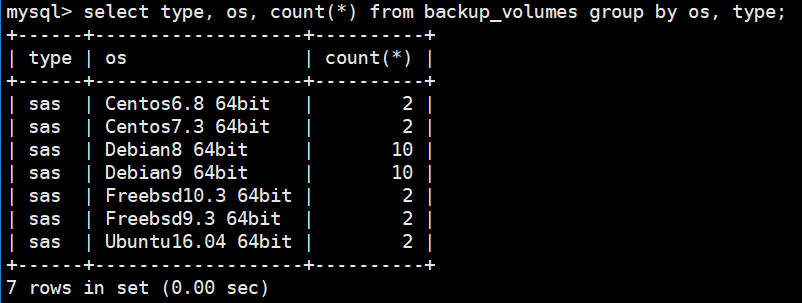 mysql> select type, os, count(*) from backup_volumes group by os, type;
+------+-------------------+----------+
| type | os                | count(*) |
+------+-------------------+----------+
| sas  | Centos6.8 64bit   |        2 |
| sas  | Centos7.3 64bit   |        2 |
| sas  | Debian8 64bit     |       10 |
| sas  | Debian9 64bit     |       10 |
| sas  | Freebsd10.3 64bit |        2 |
| sas  | Freebsd9.3 64bit  |        2 |
| sas  | Ubuntu16.04 64bit |        2 |
+------+-------------------+----------+
7 rows in set (0.00 sec)